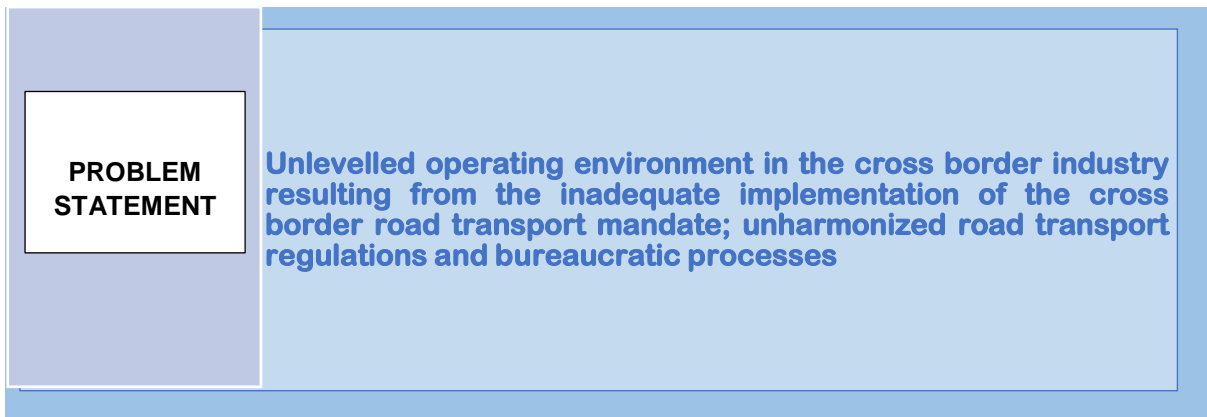 PROBLEM
STATEMENT
Unlevelled operating environment in the cross border industry
resulting from the inadequate implementation of the cross
border road transport mandate; unharmonized road transport
regulations and bureaucratic processes